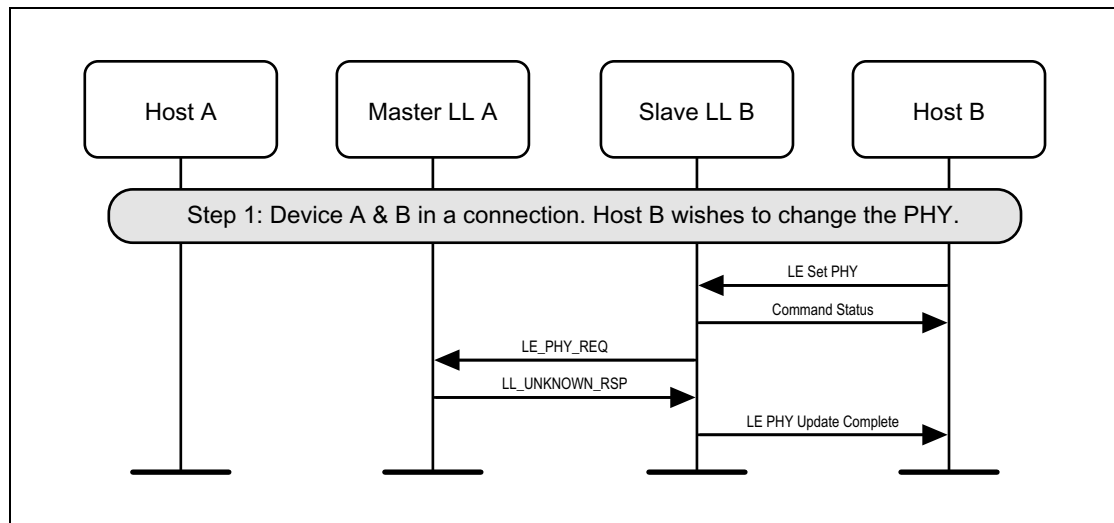 Host A
Master LL A
Slave LL B
Host B
Step 1: Device A & B in a connection. Host B wishes to change the PHY.
LE Set PHY
Command Status
LE_PHY_REQ
LL_UNKNOWN_RSP
LE PHY Update Complete